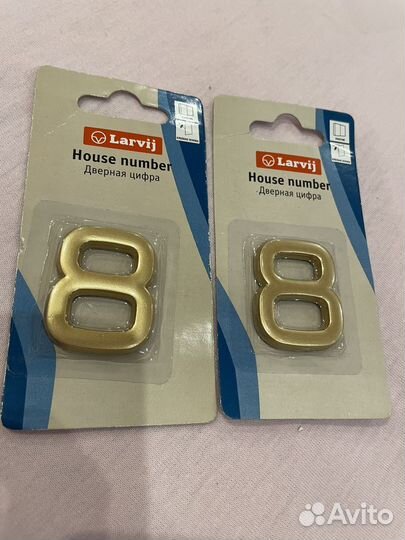 Larvij
House number
Дверная цифра
8
Larvij
House number
Дверная цифра
8
Avito